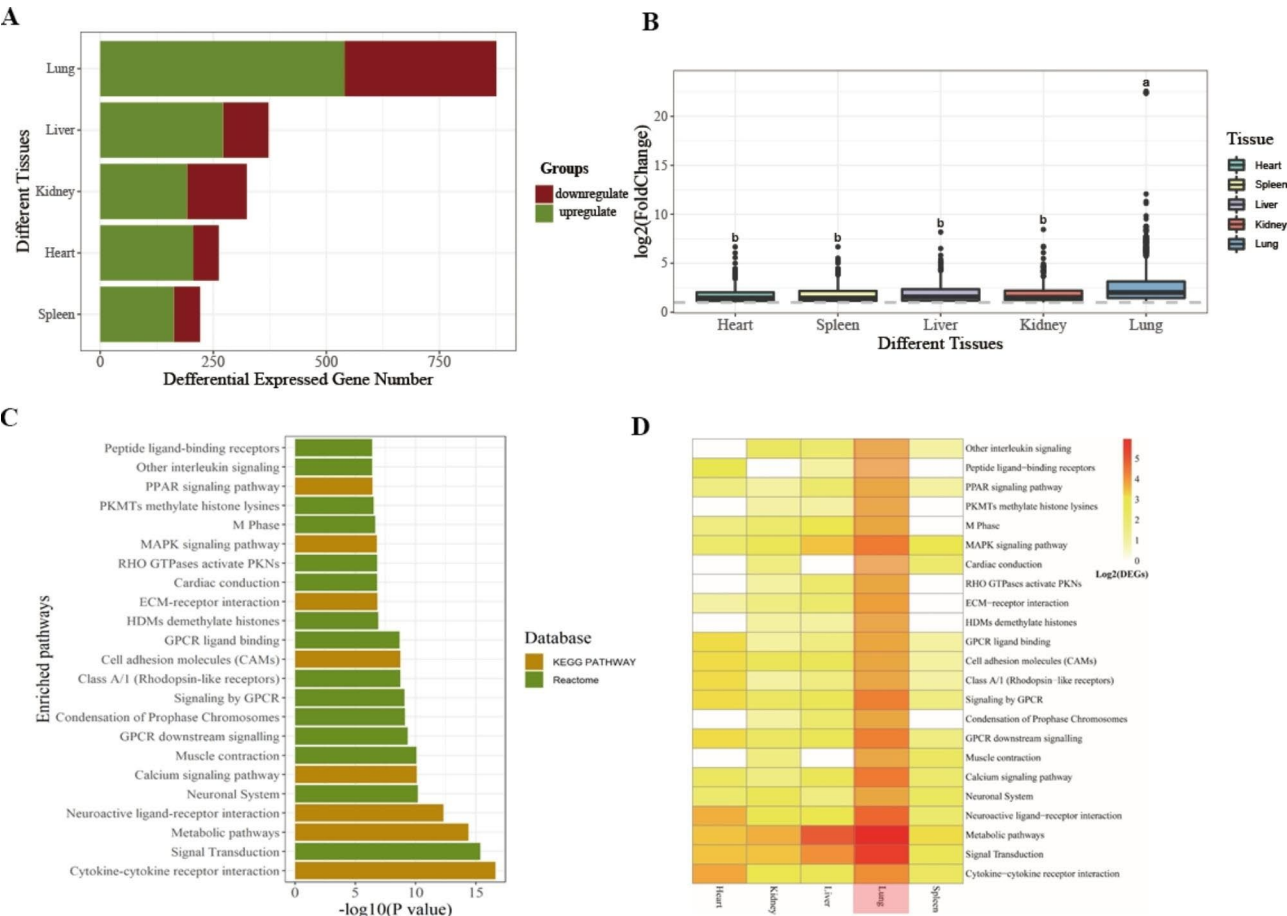 A
Different Tissues
Lung
Liver
Kidney
Heart
Spleen
0
250
500
750
Defferential Expressed Gene Number
Groups
downregulate
upregulate
B
log2(FoldChange)
20
15
10
5
0
b
b
b
b
a
Heart
Spleen
Liver
Kidney
Lung
Different Tissues
Tissue
Heart
Spleen
Liver
Kidney
Lung
C
Enriched pathways
Peptide ligand-binding receptors
Other interleukin signaling
PPAR signaling pathway
PKMTs methylate histone lysines
M Phase
MAPK signaling pathway
RHO GTPases activate PKNs
Cardiac conduction
ECM-receptor interaction
HDMs demethylate histones
GPCR ligand binding
Cell adhesion molecules (CAMs)
Class A/1 (Rhodopsin-like receptors)
Signaling by GPCR
Condensation of Prophase Chromosomes
GPCR downstream signalling
Muscle contraction
Calcium signaling pathway
Neuronal System
Neuroactive ligand-receptor interaction
Metabolic pathways
Signal Transduction
Cytokine-cytokine receptor interaction
0
5
10
15
-log10(P value)
Database
KEGG PATHWAY
Reactome
D
Other interleukin signaling
Peptide ligand-binding receptors
PPAR signaling pathway
PKMTs methylate histone lysines
M Phase
MAPK signaling pathway
Cardiac conduction
RHO GTPases activate PKNs
ECM-receptor interaction
HDMs demethylate histones
GPCR ligand binding
Cell adhesion molecules (CAMs)
Class A/1 (Rhodopsin-like receptors)
Signaling by GPCR
Condensation of Prophase Chromosomes
GPCR downstream signalling
Muscle contraction
Calcium signaling pathway
Neuronal System
Neuroactive ligand-receptor interaction
Metabolic pathways
Signal Transduction
Cytokine-cytokine receptor interaction
Heart
Kidney
Liver
Lung
Spleen
5
4
3
2
1
0
Log2(DEGs)